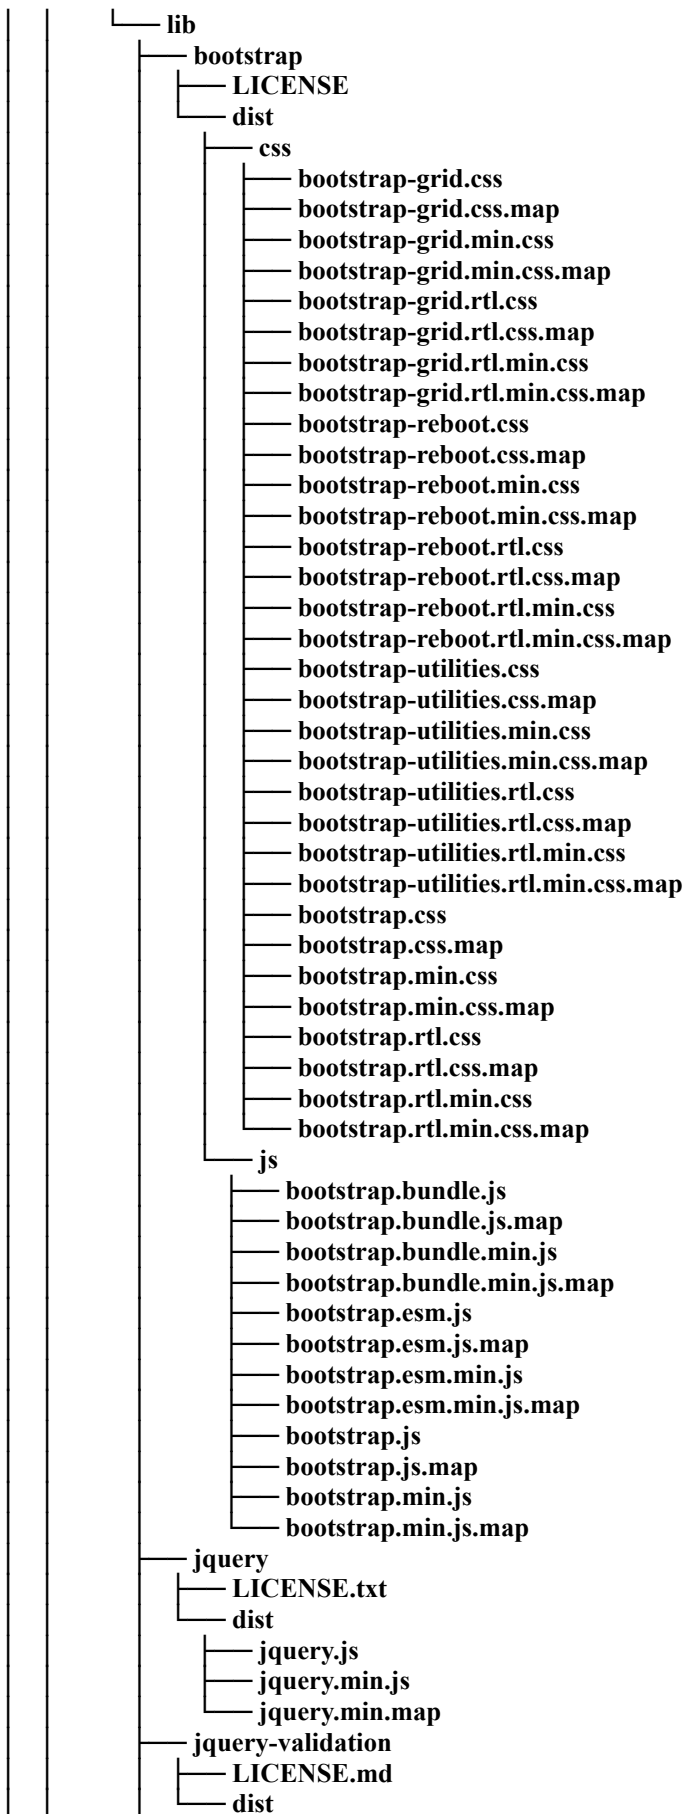 lib
bootstrap
LICENSE
dist
css
bootstrap-grid.css
bootstrap-grid.css.map
bootstrap-grid.min.css
bootstrap-grid.min.css.map
bootstrap-grid.rtl.css
bootstrap-grid.rtl.css.map
bootstrap-grid.rtl.min.css
bootstrap-grid.rtl.min.css.map
bootstrap-reboot.css
bootstrap-reboot.css.map
bootstrap-reboot.min.css
bootstrap-reboot.min.css.map
bootstrap-reboot.rtl.css
bootstrap-reboot.rtl.css.map
bootstrap-reboot.rtl.min.css
bootstrap-reboot.rtl.min.css.map
bootstrap-utilities.css
bootstrap-utilities.css.map
bootstrap-utilities.min.css
bootstrap-utilities.min.css.map
bootstrap-utilities.rtl.css
bootstrap-utilities.rtl.css.map
bootstrap-utilities.rtl.min.css
bootstrap-utilities.rtl.min.css.map
bootstrap.css
bootstrap.css.map
bootstrap.min.css
bootstrap.min.css.map
bootstrap.rtl.css
bootstrap.rtl.css.map
bootstrap.rtl.min.css
bootstrap.rtl.min.css.map
js
bootstrap.bundle.js
bootstrap.bundle.js.map
bootstrap.bundle.min.js
bootstrap.bundle.min.js.map
bootstrap.esm.js
bootstrap.esm.js.map
bootstrap.esm.min.js
bootstrap.esm.min.js.map
bootstrap.js
bootstrap.js.map
bootstrap.min.js
bootstrap.min.js.map
jquery
LICENSE.txt
dist
jquery.js
jquery.min.js
jquery.min.map
jquery-validation
LICENSE.md
dist